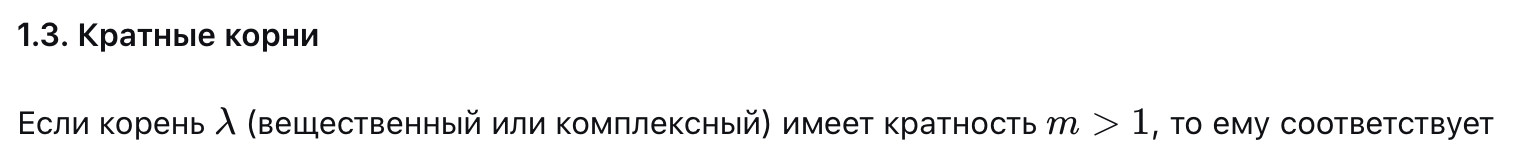 1.3. Кратные корни
Если корень λ (вещественный или комплексный) имеет кратность m > 1, то ему соответствует